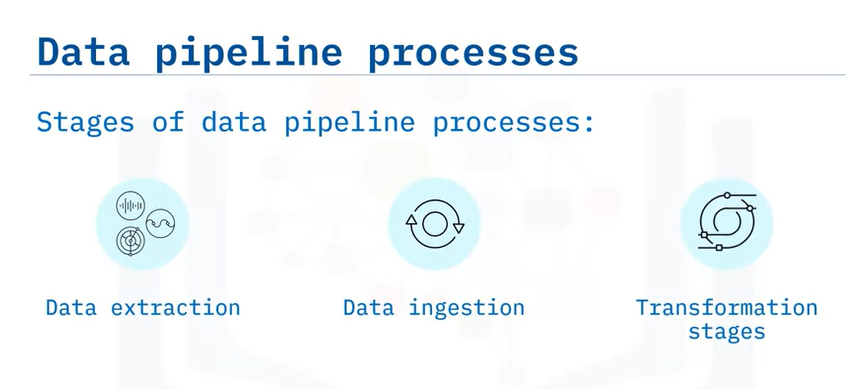 Data pipeline processes
Stages of data pipeline processes:
Data extraction
Data ingestion
Transformation
stages